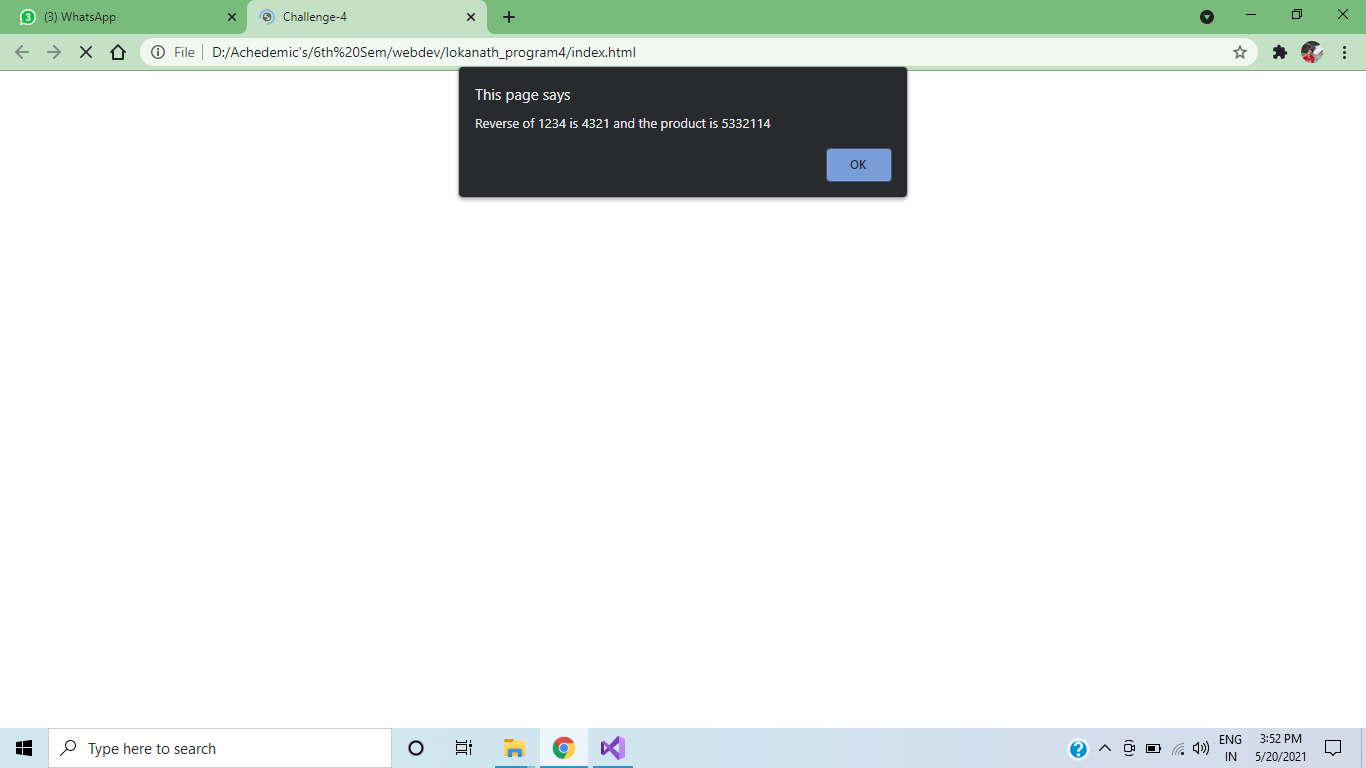 3 (3) WhatsApp
Challenge-4
File D:/Achedemic's/6th%20Sem/webdev/lokanath_program4/index.html
This page says
Reverse of 1234 is 4321 and the product is 5332114
OK
Type here to search
ENG
IN
3:52 PM
5/20/2021